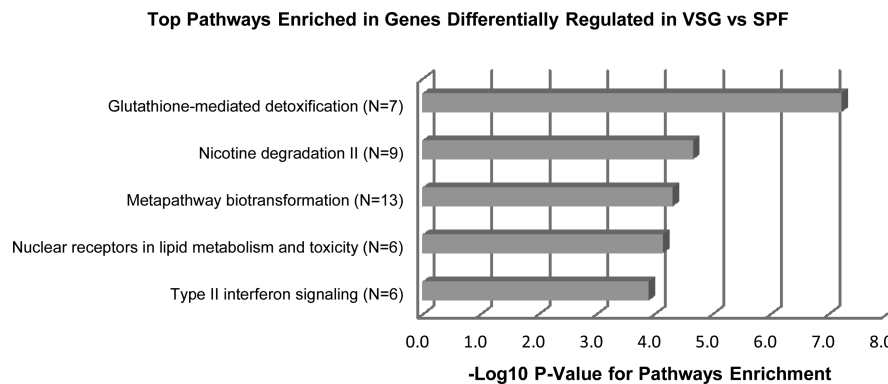 Top Pathways Enriched in Genes Differentially Regulated in VSG vs SPF
Glutathione-mediated detoxification (N=7)
Nicotine degradation II (N=9)
Metapathway biotransformation (N=13)
Nuclear receptors in lipid metabolism and toxicity (N=6)
Type II interferon signaling (N=6)
0.0 1.0 2.0 3.0 4.0 5.0 6.0 7.0 8.0
-Log10 P-Value for Pathways Enrichment